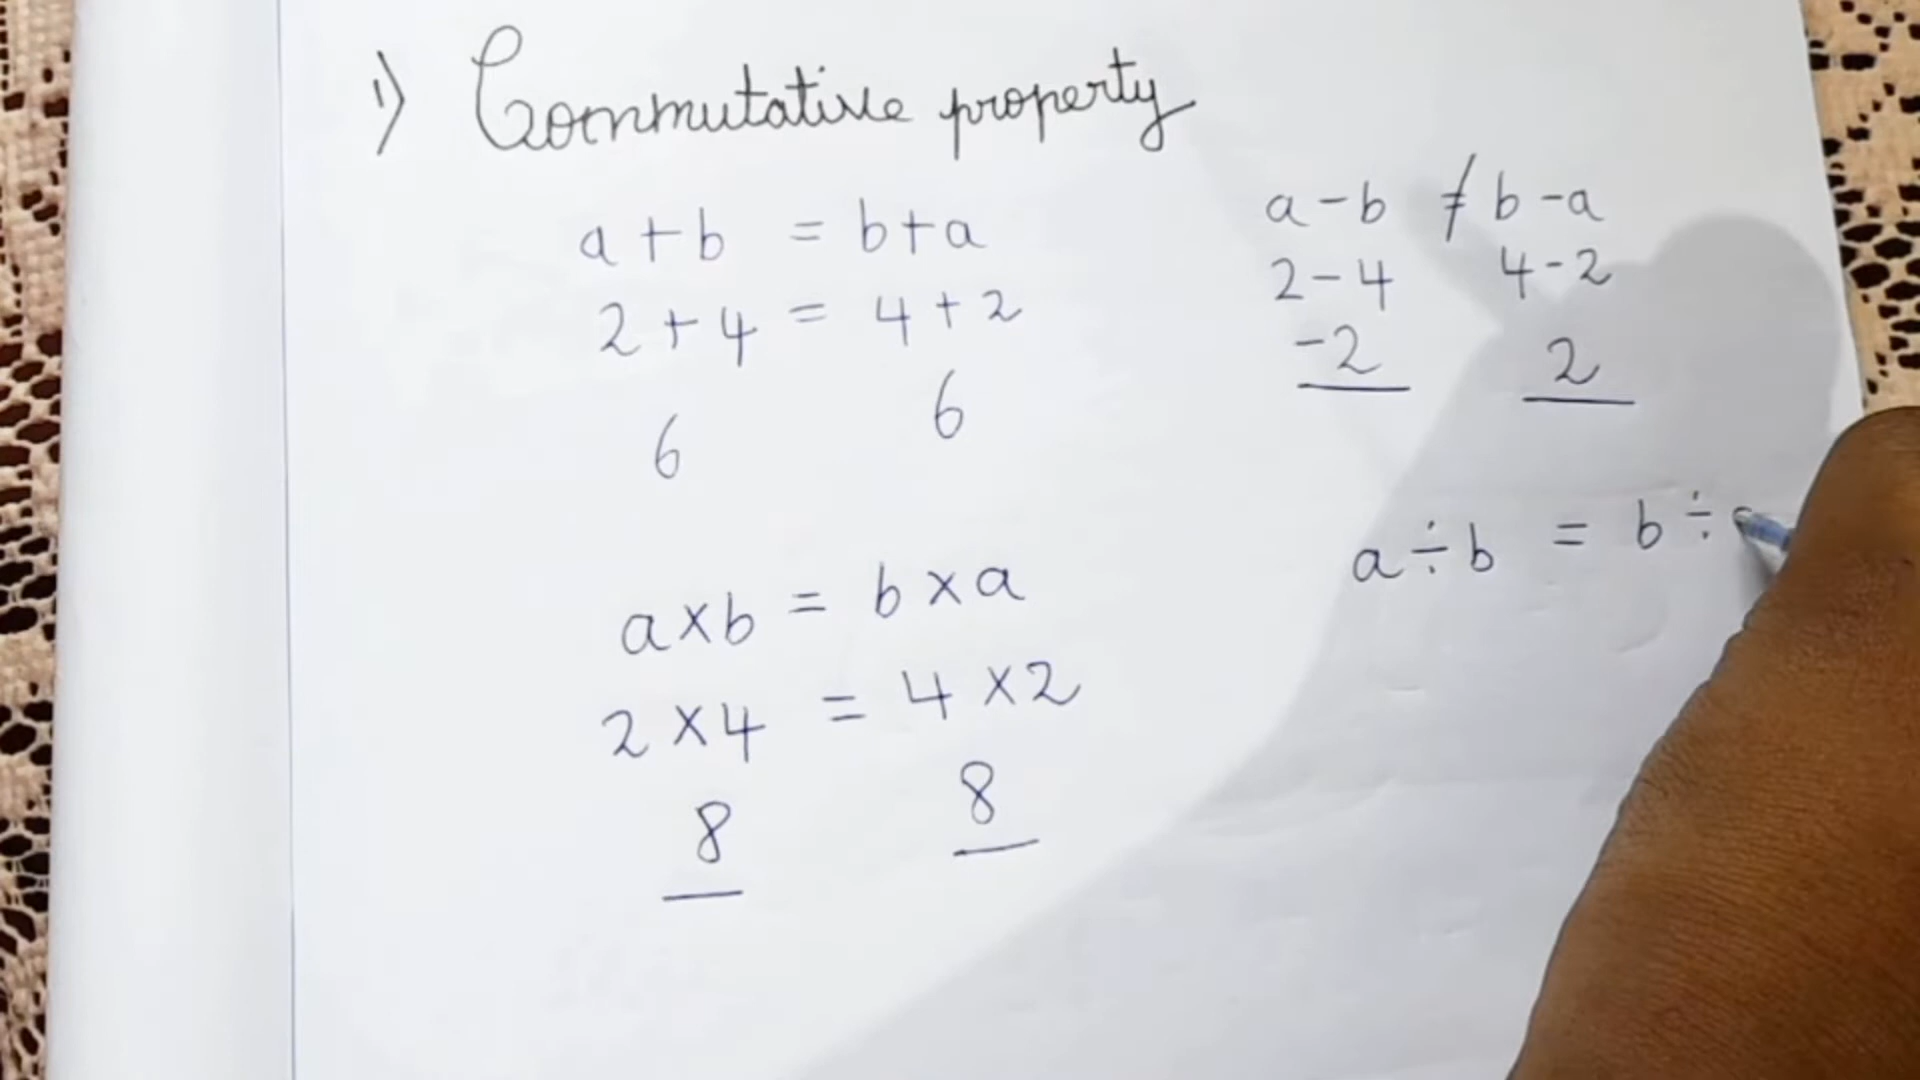 1) Commutative property
a + b = b + a
2 + 4 = 4 + 2
6 6
a × b = b × a
2 × 4 = 4 × 2
8 8
a - b ≠ b - a
2 - 4 4 - 2
-2 2
a ÷ b = b ÷